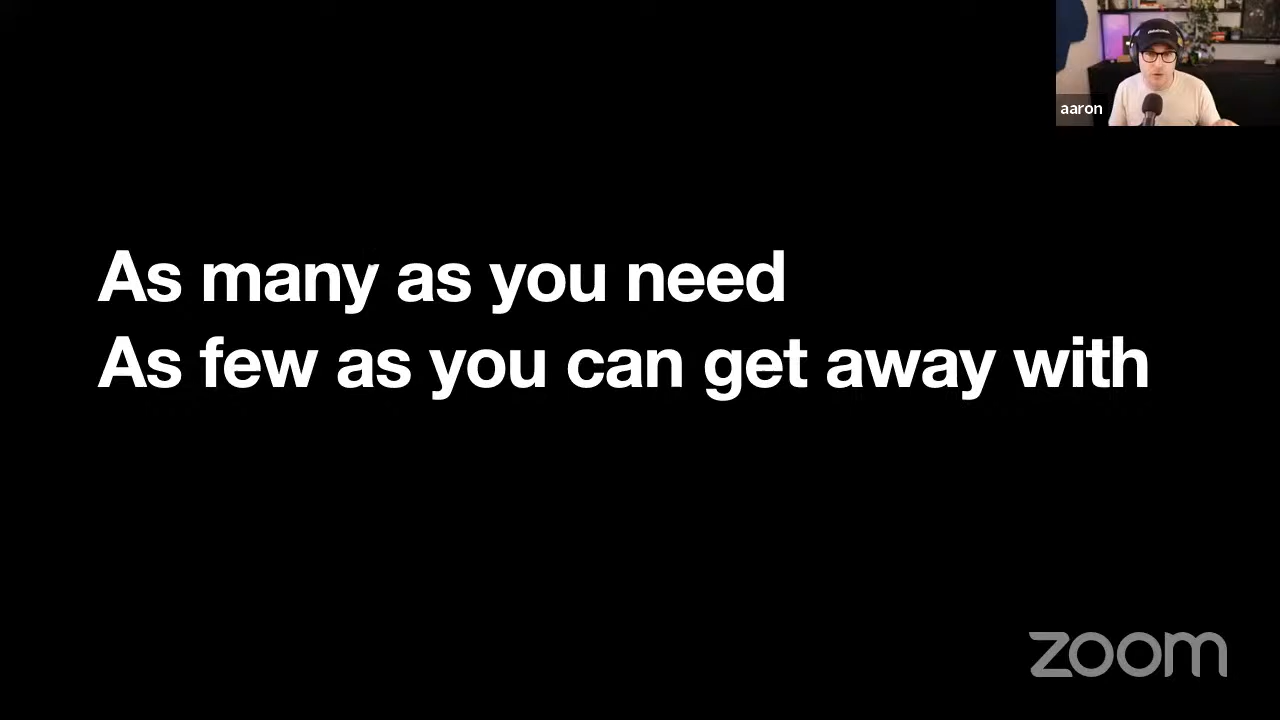 aaron
As many as you need
As few as you can get away with
zoom